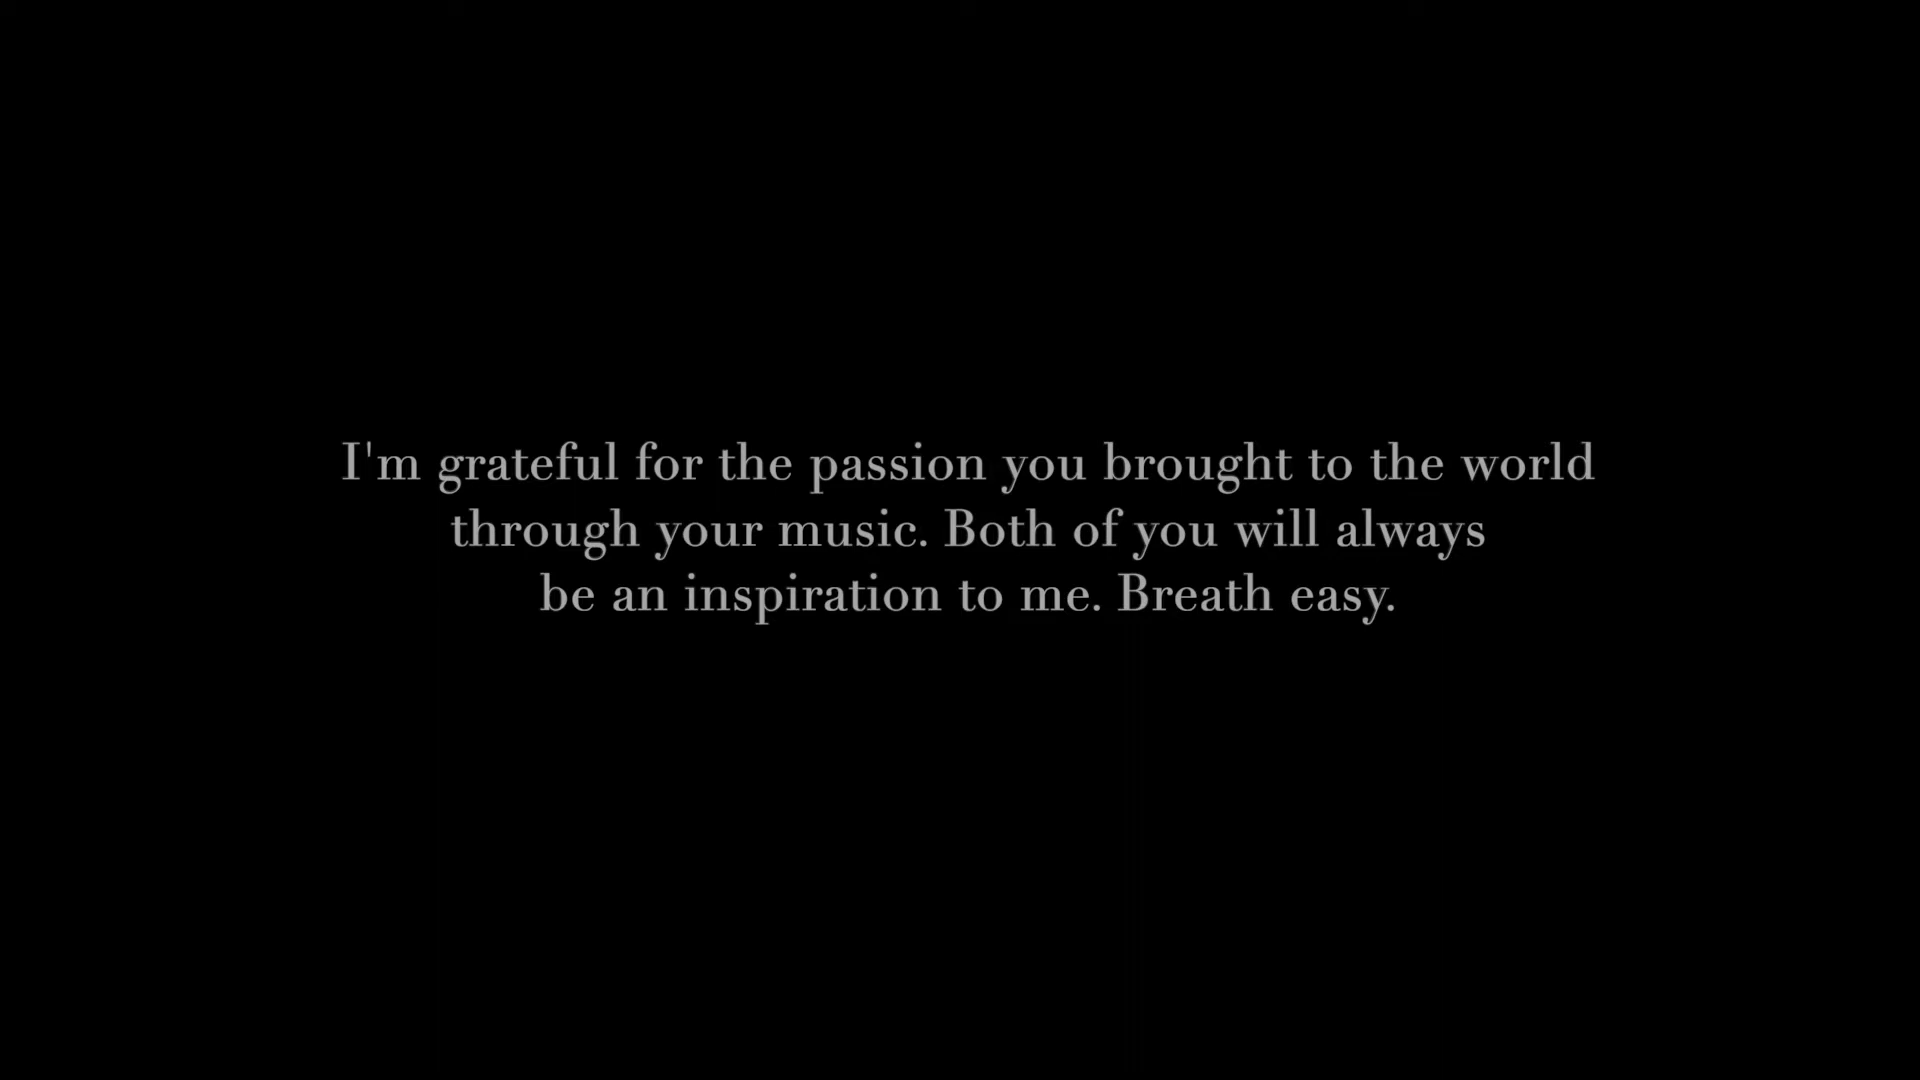 I'm grateful for the passion you brought to the world
through your music. Both of you will always
be an inspiration to me. Breath easy.